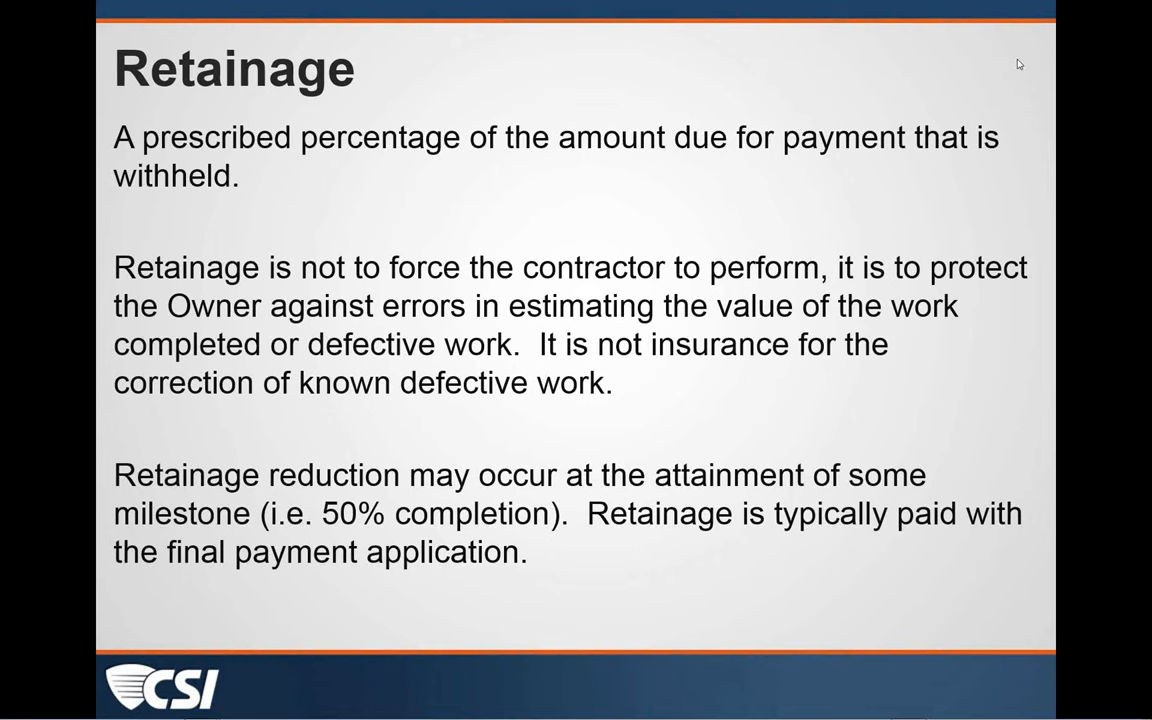 Retainage
A prescribed percentage of the amount due for payment that is
withheld.
Retainage is not to force the contractor to perform, it is to protect
the Owner against errors in estimating the value of the work
completed or defective work.  It is not insurance for the
correction of known defective work.
Retainage reduction may occur at the attainment of some
milestone (i.e. 50% completion).  Retainage is typically paid with
the final payment application.
CSI